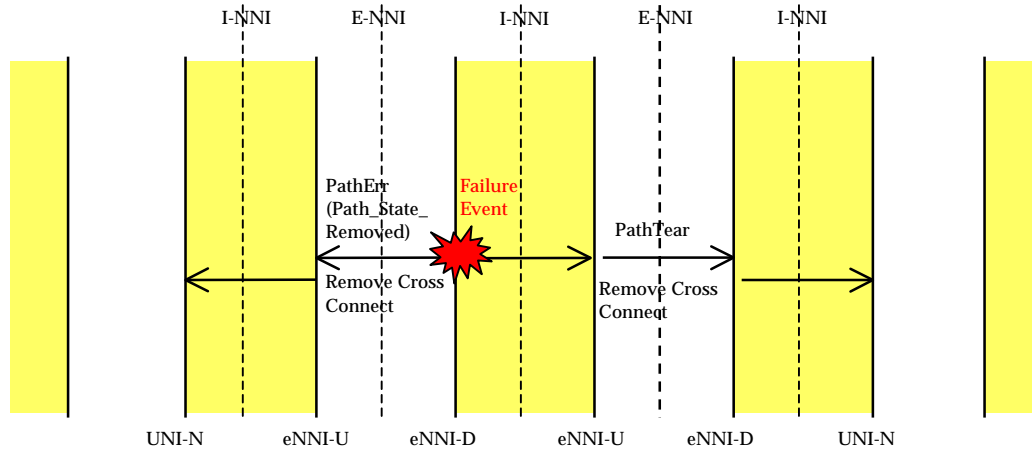 I-NNI
E-NNI
I-NNI
E-NNI
I-NNI
PathErr
(Path_State_
Removed)
Failure
Event
PathTear
Remove Cross
Connect
Remove Cross
Connect
UNI-N
eNNI-U
eNNI-D
eNNI-U
eNNI-D
UNI-N